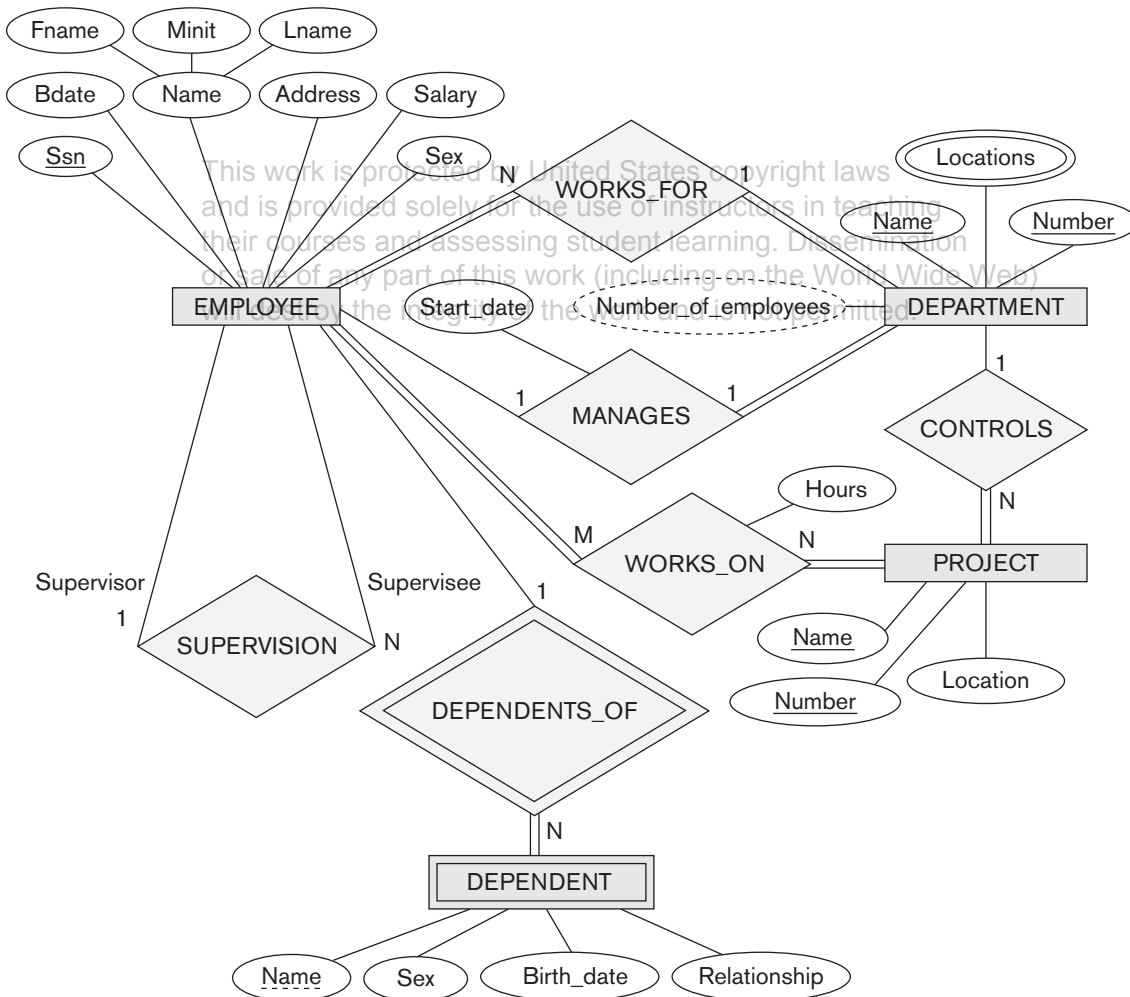 Fname Minit Lname
Bdate Name Address Salary
Ssn Sex
Locations
This work is protected by United States copyright laws
and is provided solely for the use of instructors in teaching
their courses and assessing student learning. Dissemination
or sale of any part of this work (including on the World Wide Web)
will destroy the integrity of the work and is not permitted.
N WORKS_FOR 1
Name Number
EMPLOYEE Start_date Number_of_employees DEPARTMENT
1 MANAGES 1
1
CONTROLS
N
Hours
M WORKS_ON N
PROJECT
Supervisor Supervisee
1 SUPERVISION N
1
Name
Number Location
DEPENDENTS_OF
N
DEPENDENT
Name Sex Birth_date Relationship